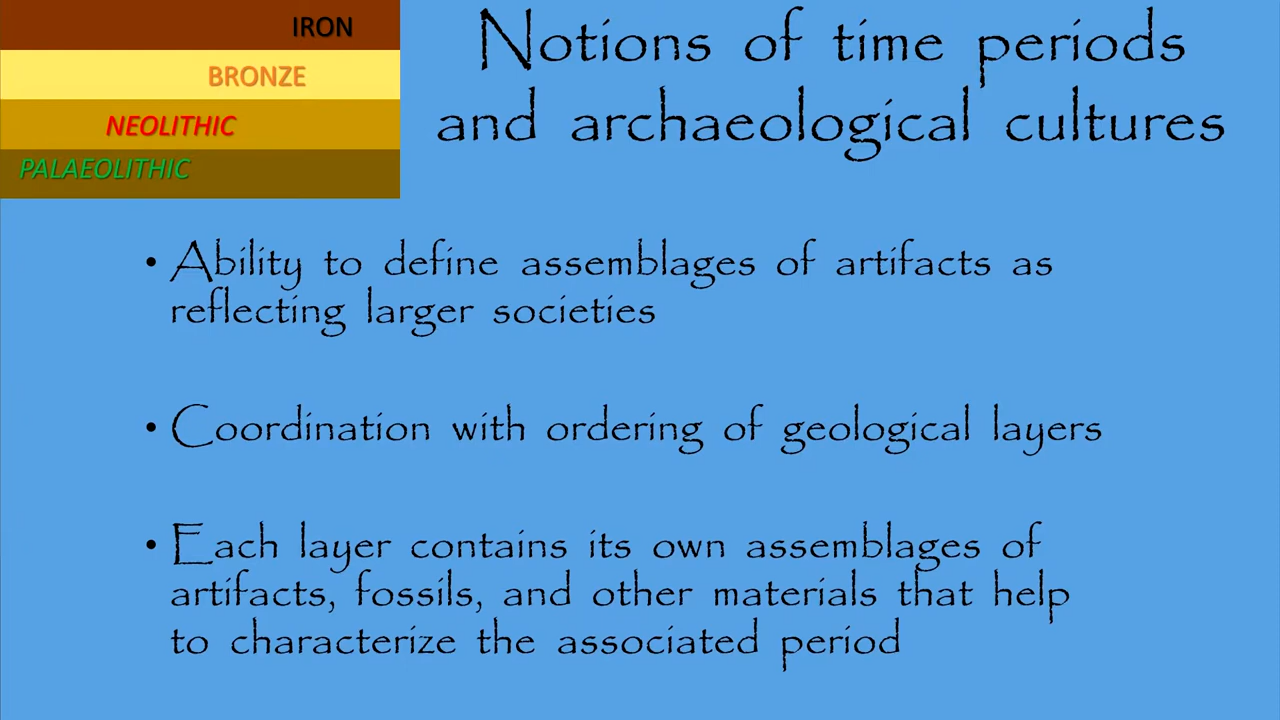 IRON
BRONZE
NEOLITHIC
PALAEOLITHIC
Notions of time periods
and archaeological cultures
• Ability to define assemblages of artifacts as
reflecting larger societies
• Coordination with ordering of geological layers
• Each layer contains its own assemblages of
artifacts, fossils, and other materials that help
to characterize the associated period